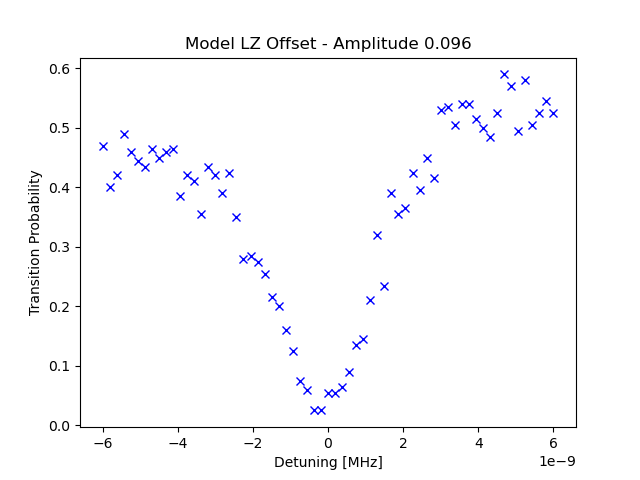 Model LZ Offset - Amplitude 0.096
Transition Probability
0.6
0.5
0.4
0.3
0.2
0.1
0.0
−6 −4 −2 0 2 4 6
1e−9
Detuning [MHz]